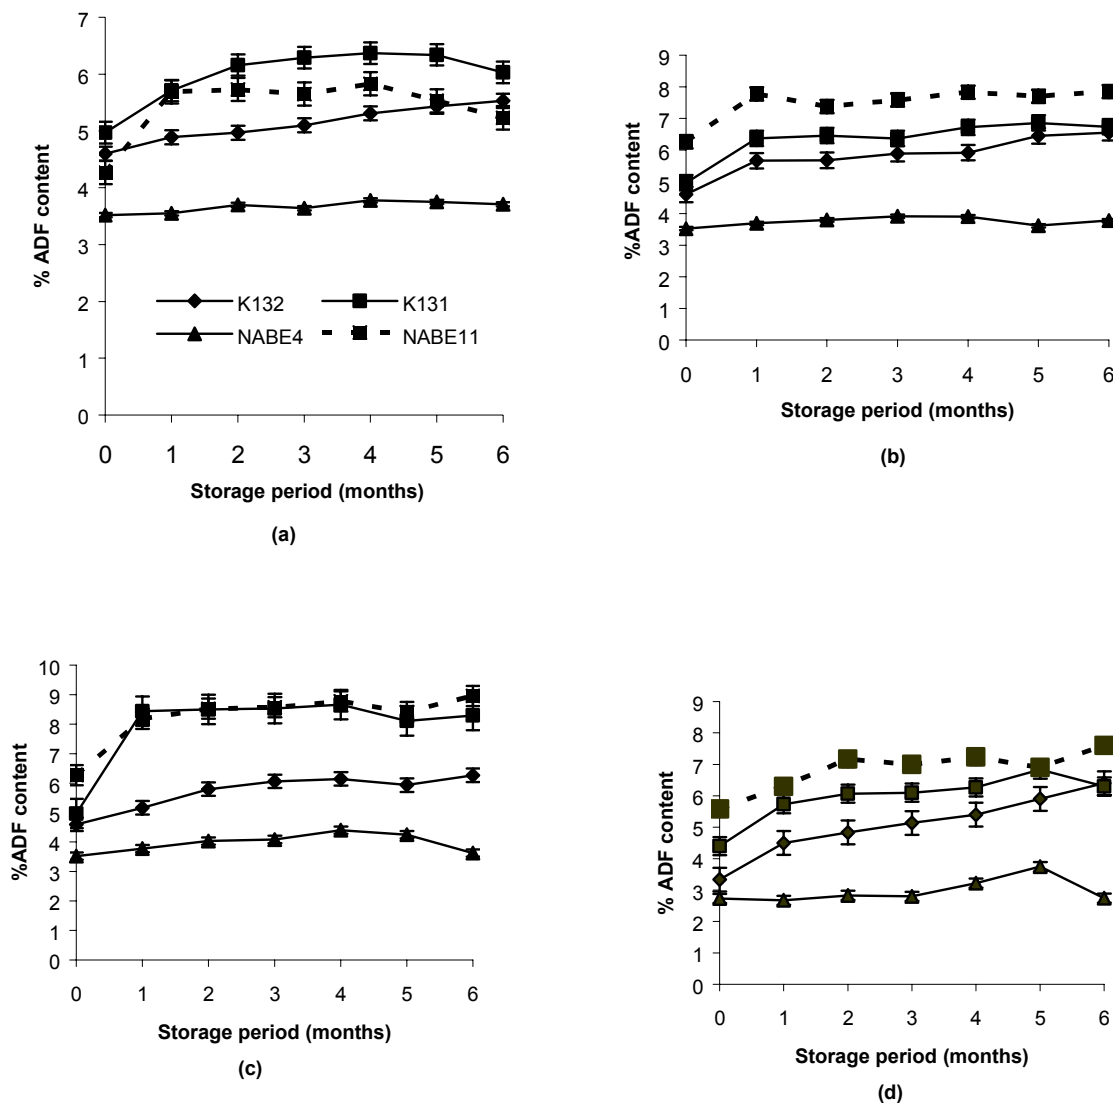 (a)
7
6
5
4
3
2
1
0
% ADF content
K132 K131
NABE4 NABE11
0 1 2 3 4 5 6
Storage period (months)
9
8
7
6
5
4
3
2
1
0
%ADF content
0 1 2 3 4 5 6
Storage period (months)
(b)
(a)
10
9
8
7
6
5
4
3
2
1
0
%ADF content
0 1 2 3 4 5 6
Storage period (months)
(c)
9
8
7
6
5
4
3
2
1
0
% ADF content
0 1 2 3 4 5 6
Storage period (months)
(d)